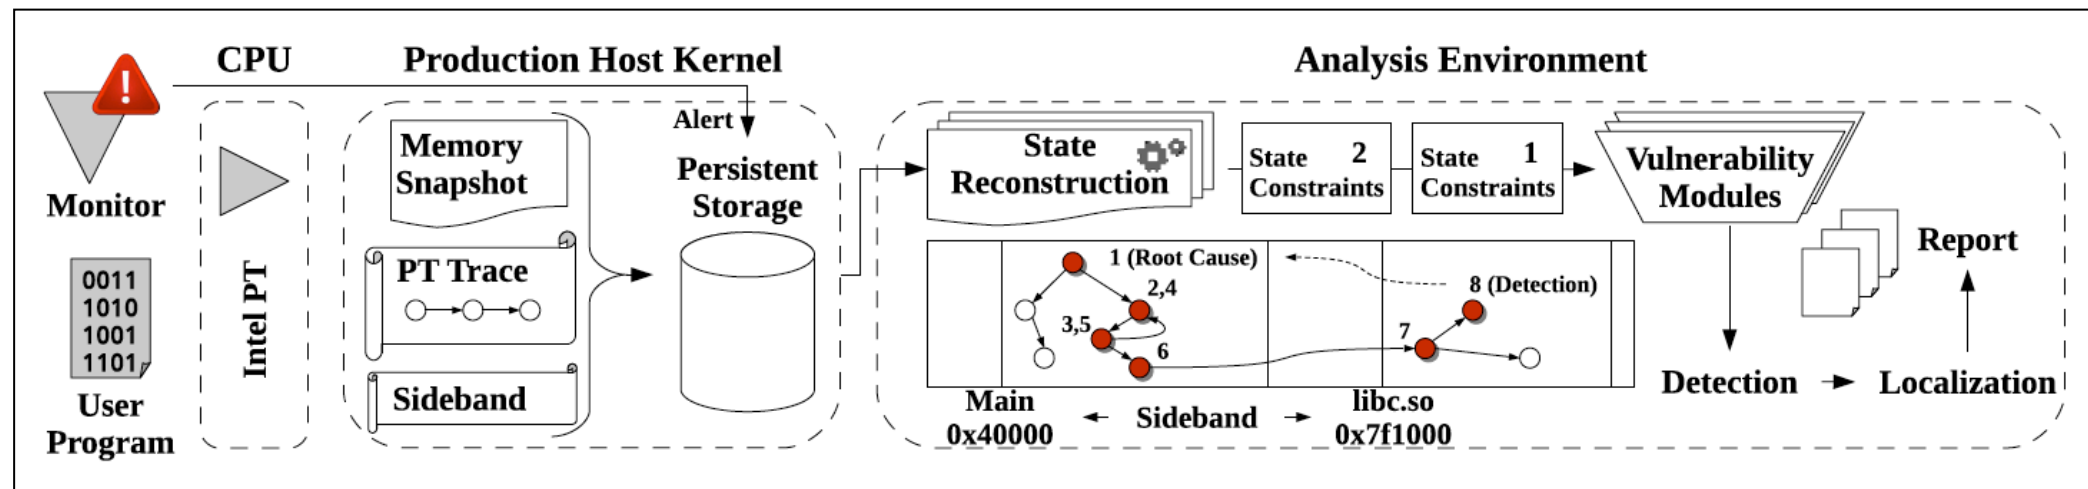 CPU
Production Host Kernel
Analysis Environment
!
Monitor
0011
1010
1001
1101
User
Program
Intel PT
Memory
Snapshot
PT Trace
Sideband
Alert
Persistent
Storage
State
Reconstruction
State 2
Constraints
State 1
Constraints
Vulnerability
Modules
1 (Root Cause)
2,4
3,5
6
7
8 (Detection)
Main
0x40000
Sideband
libc.so
0x7f1000
Report
Detection
Localization